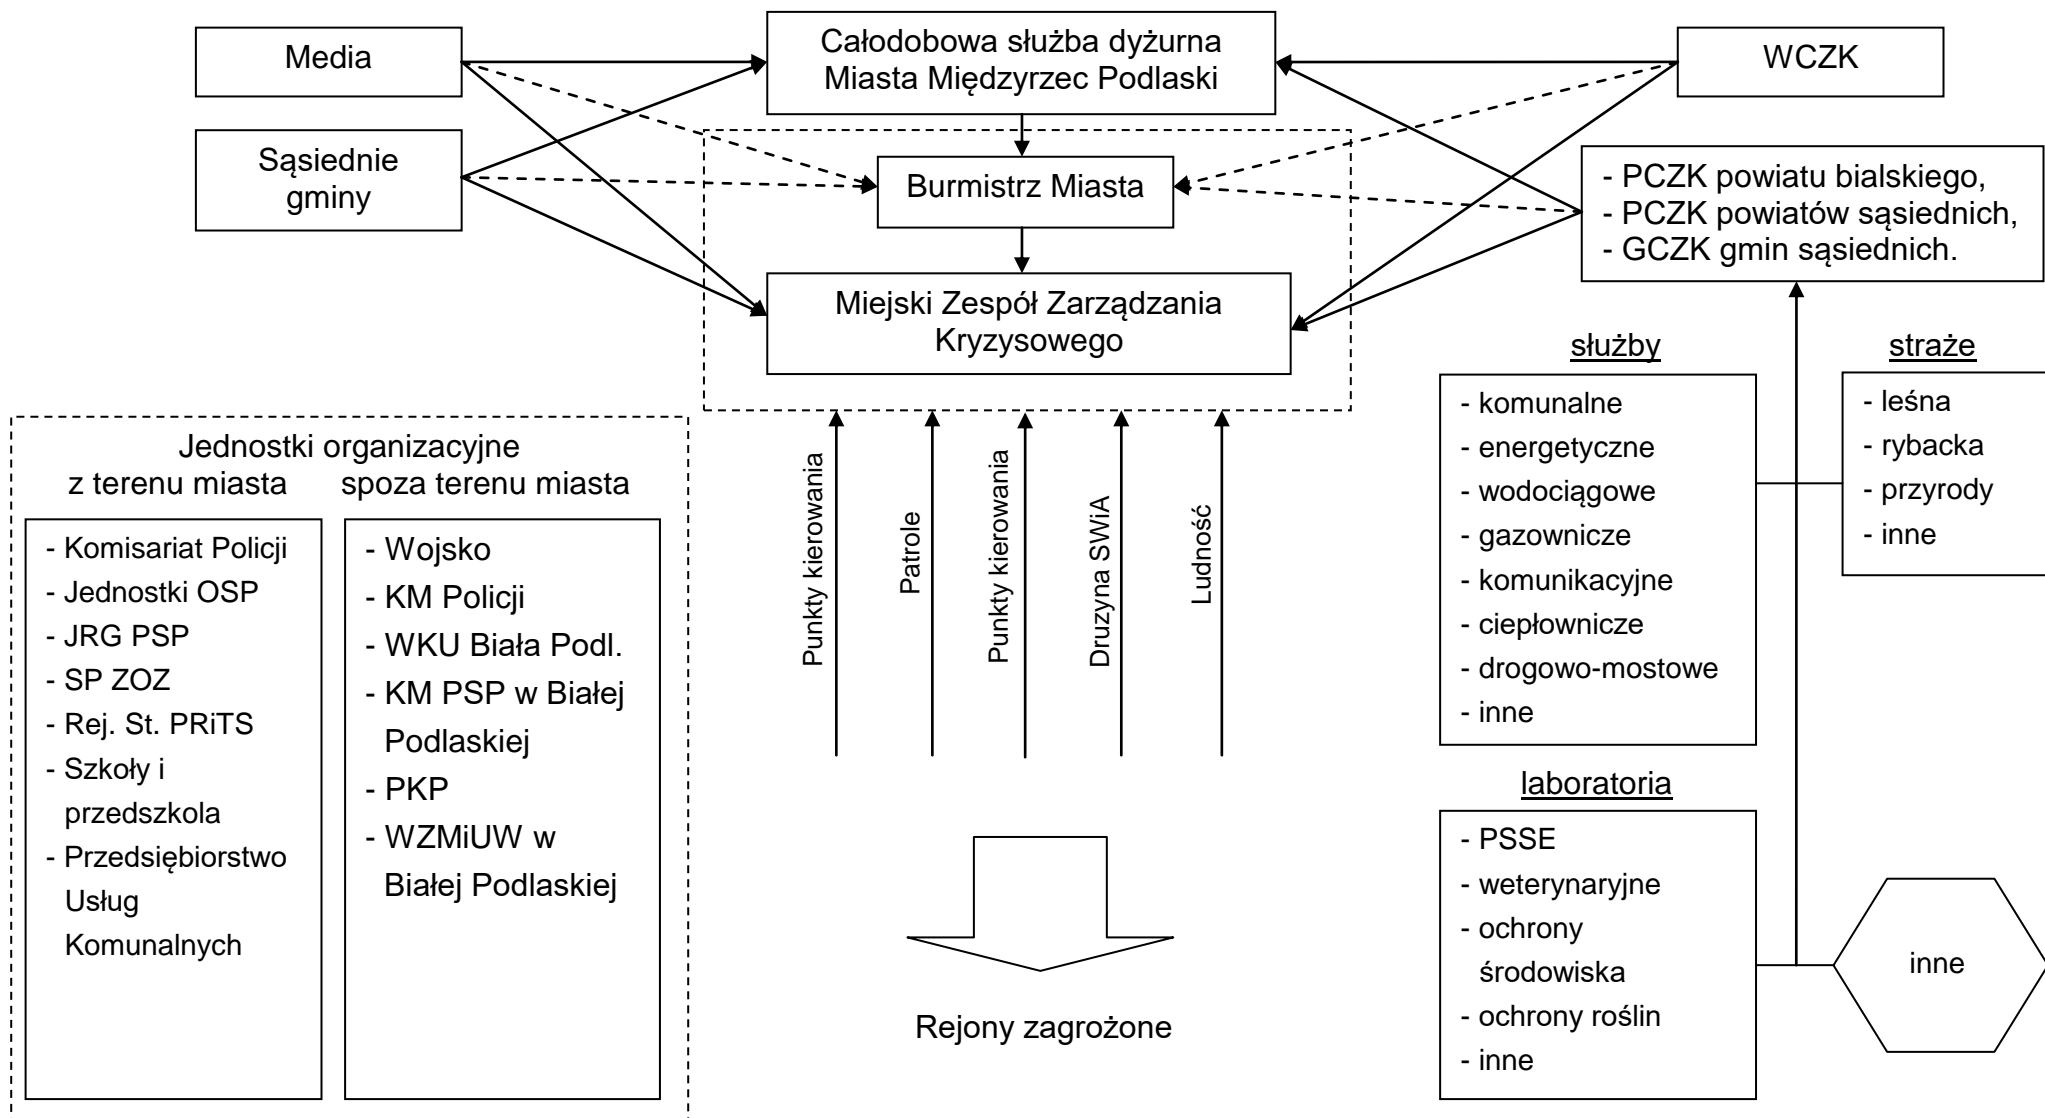 Media
Całodobowa służba dyżurna
Miasta Międzyrzec Podlaski
WCZK
Sąsiednie
gminy
Burmistrz Miasta
- PCZK powiatu bialskiego,
- PCZK powiatów sąsiednich,
- GCZK gmin sąsiednich.
Miejski Zespół Zarządzania
Kryzysowego
Jednostki organizacyjne
z terenu miasta
spoza terenu miasta
- Komisariat Policji
- Jednostki OSP
- JRG PSP
- SP ZOZ
- Rej. St. PRiTS
- Szkoły i
przedszkola
- Przedsiębiorstwo
Usług
Komunalnych
- Wojsko
- KM Policji
- WKU Biała Podl.
- KM PSP w Białej
Podlaskiej
- PKP
- WZMiUW w
Białej Podlaskiej
Punkty kierowania
Patrole
Punkty kierowania
Druzyna SWiA
Ludność
Rejony zagrożone
służby
- komunalne
- energetyczne
- wodociągowe
- gazownicze
- komunikacyjne
- ciepłownicze
- drogowo-mostowe
- inne
straże
- leśna
- rybacka
- przyrody
- inne
laboratoria
- PSSE
- weterynaryjne
- ochrony
środowiska
- ochrony roślin
- inne
inne